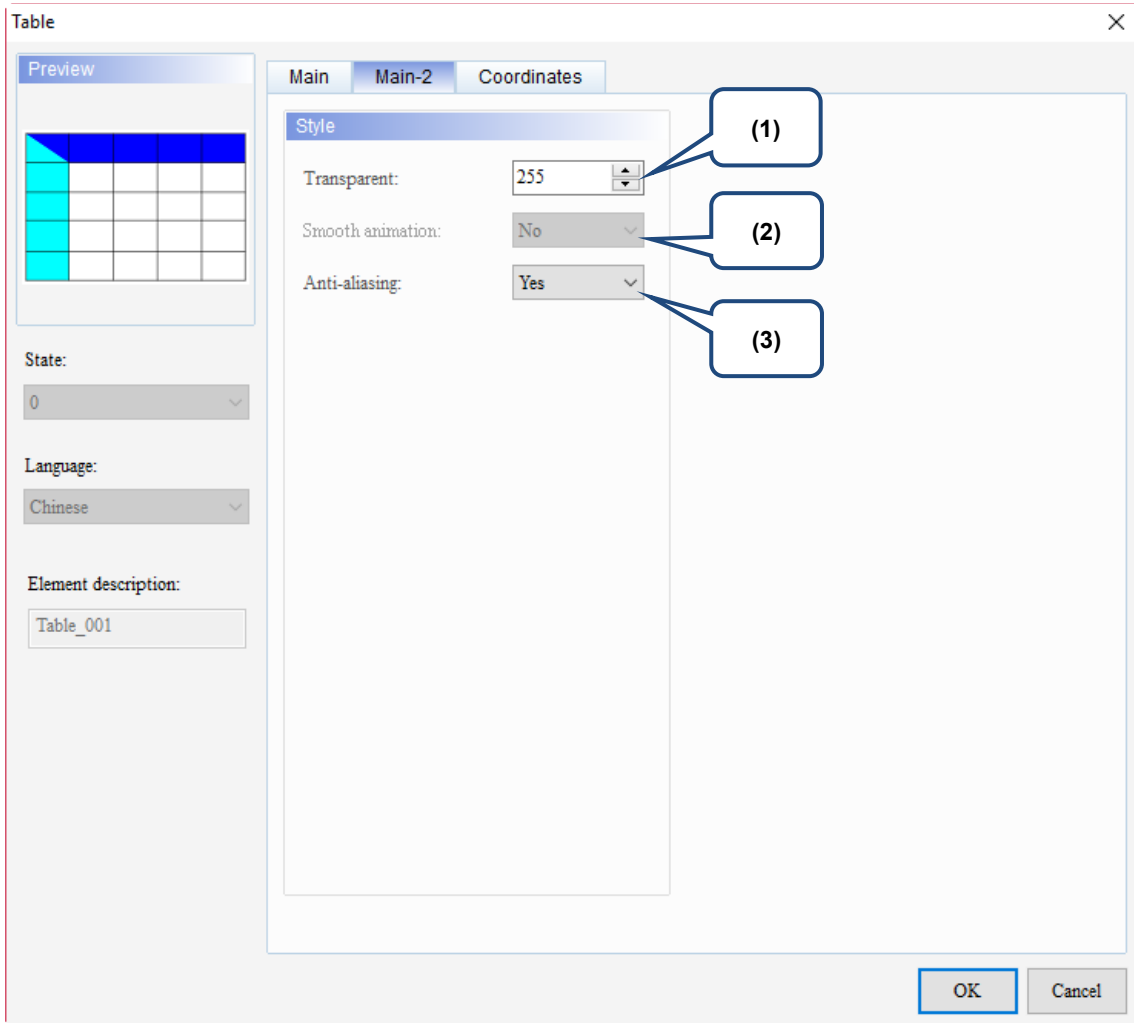 Table
Preview
Main Main-2 Coordinates
Style
(1)
Transparent: 255
Smooth animation: No
(2)
Anti-aliasing: Yes
(3)
State:
0
Language:
Chinese
Element description:
Table_001
OK Cancel